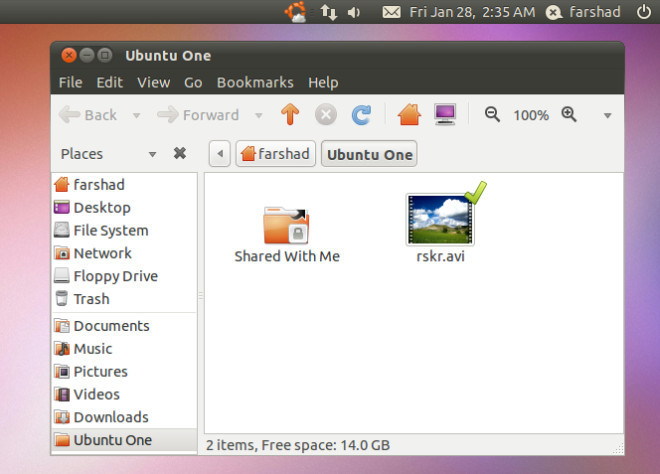 Fri Jan 28, 2:35 AM farshad
Ubuntu One
File Edit View Go Bookmarks Help
Back Forward 100%
Places farshad Ubuntu One
farshad
Desktop
File System
Network
Floppy Drive
Trash
Documents
Music
Pictures
Videos
Downloads
Ubuntu One
Shared With Me
rskr.avi
2 items, Free space: 14.0 GB